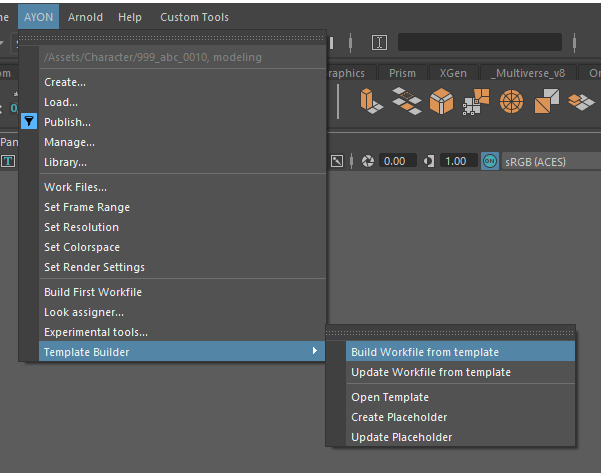 ne AYON Arnold Help Custom Tools
/Assets/Character/999_abc_0010, modeling
om raphics Prism XGen _Multiverse_v8 Or
Create...
Load...
Publish...
Manage...
Pan
Library...
T 0.00 1.00 ON sRGB (ACES)
Work Files...
Set Frame Range
Set Resolution
Set Colorspace
Set Render Settings
Build First Workfile
Look assigner...
Experimental tools...
Template Builder
Build Workfile from template
Update Workfile from template
Open Template
Create Placeholder
Update Placeholder